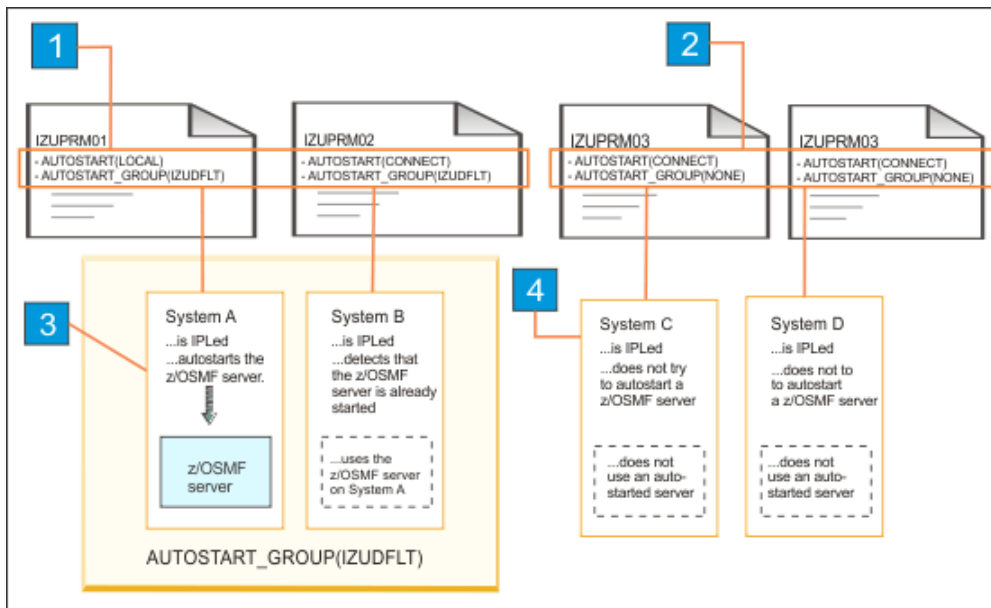 1
2
IZUPRM01
- AUTOSTART(LOCAL)
- AUTOSTART_GROUP(IZUDFLT)
IZUPRM02
- AUTOSTART(CONNECT)
- AUTOSTART_GROUP(IZUDFLT)
IZUPRM03
- AUTOSTART(CONNECT)
- AUTOSTART_GROUP(NONE)
IZUPRM03
- AUTOSTART(CONNECT)
- AUTOSTART_GROUP(NONE)
3
System A
...is IPLed
...autostarts the
z/OSMF server.
z/OSMF
server
System B
...is IPLed
...detects that
the z/OSMF
server is already
started
...uses the
z/OSMF server
on System A
AUTOSTART_GROUP(IZUDFLT)
4
System C
...is IPLed
...does not try
to autostart a
z/OSMF server
...does not
use an auto-
started server
System D
...is IPLed
...does not to
to autostart
a z/OSMF server
...does not
use an auto-
started server